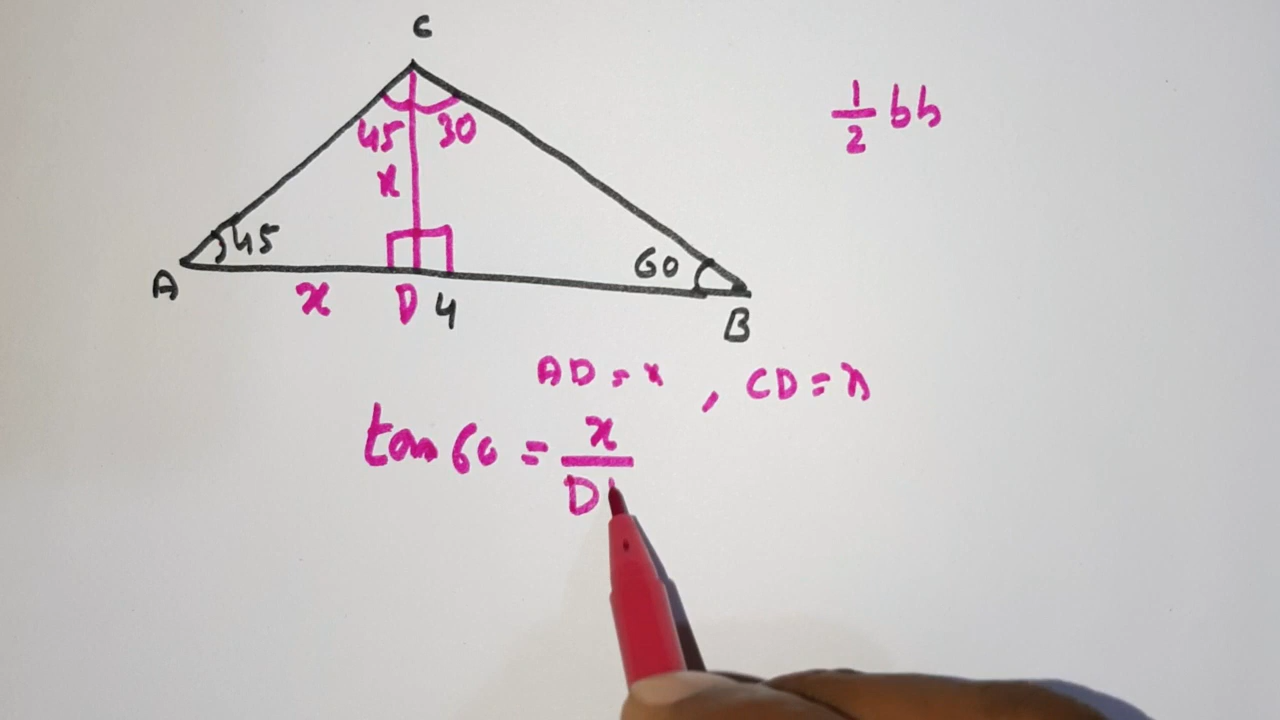 C
45 30
1/2 bh
x
45
60
A
x D 4
B
AD = x , CD = x
tan 60 = x / D